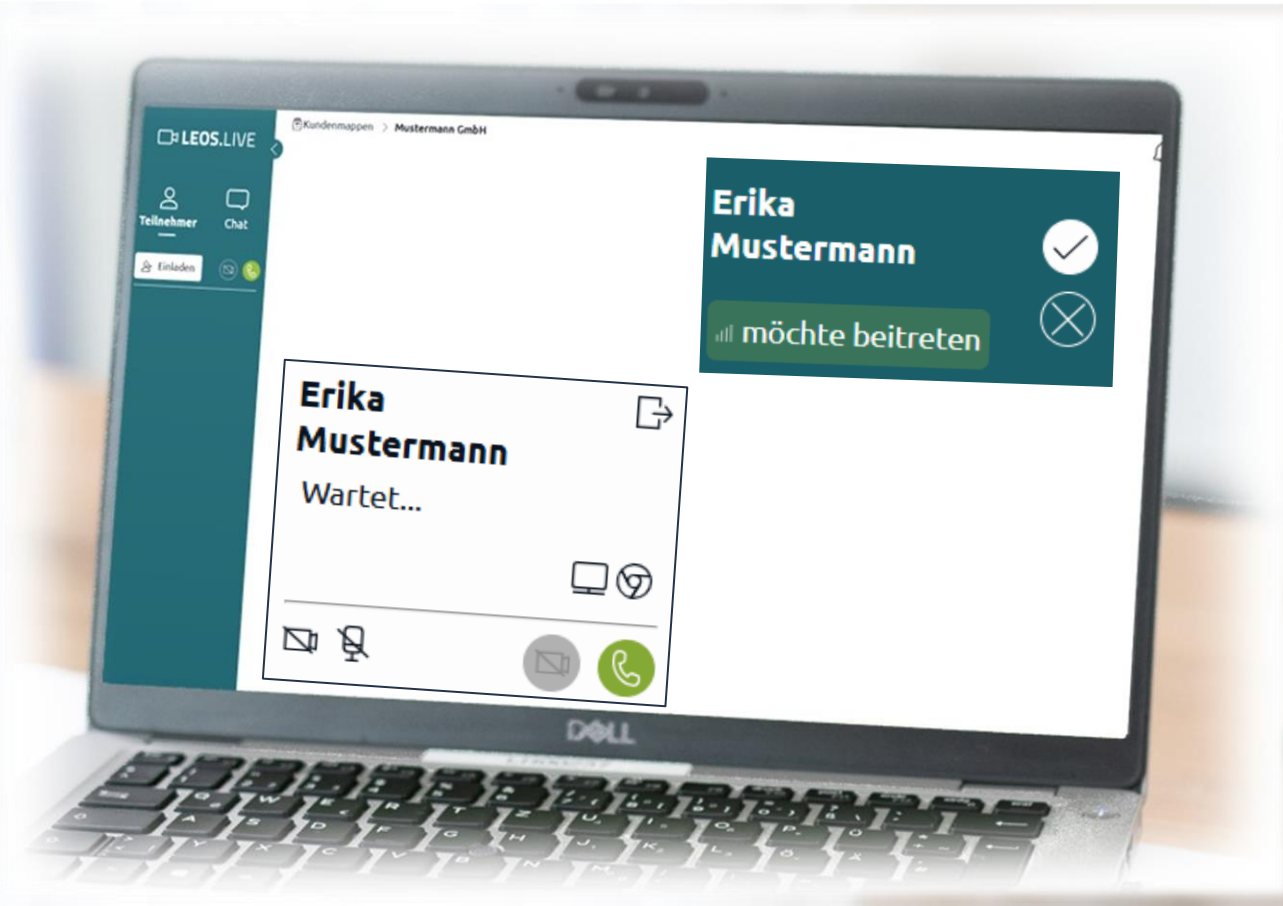 LEOS.LIVE
Kundenmappen > Mustermann GmbH
Teilnehmer
Chat
Einladen
Erika
Mustermann
möchte beitreten
Erika
Mustermann
Wartet...
DELL